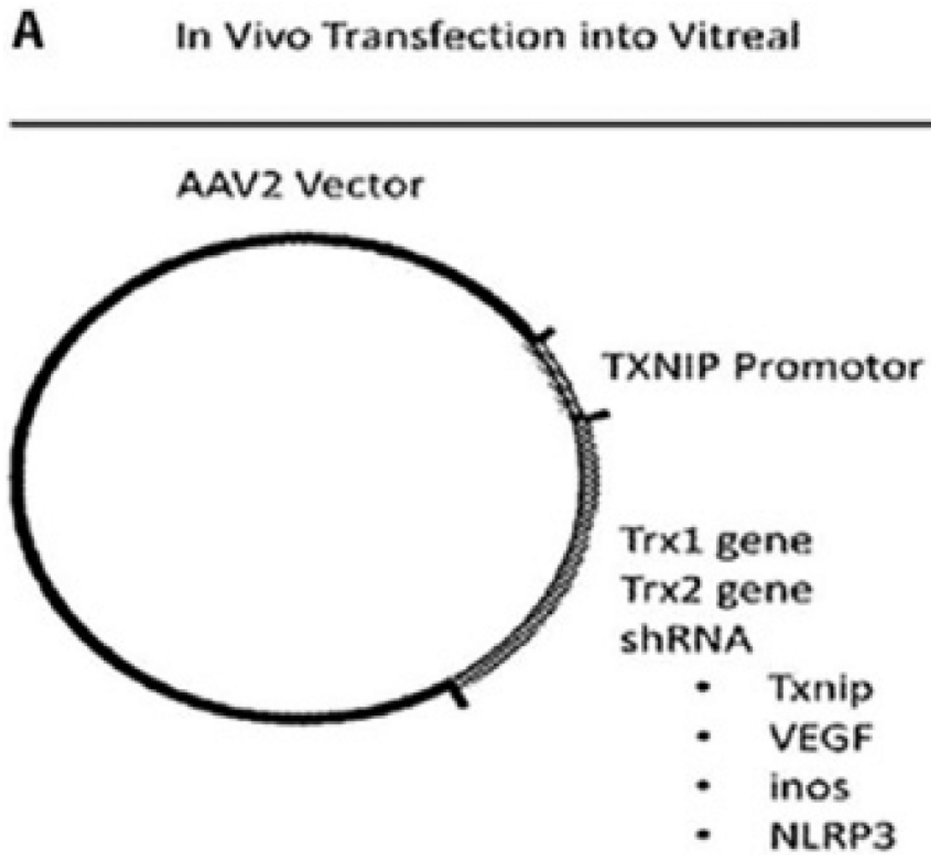 A In Vivo Transfection into Vitreal
AAV2 Vector
TXNIP Promotor
Trx1 gene
Trx2 gene
shRNA
• Txnip
• VEGF
• inos
• NLRP3